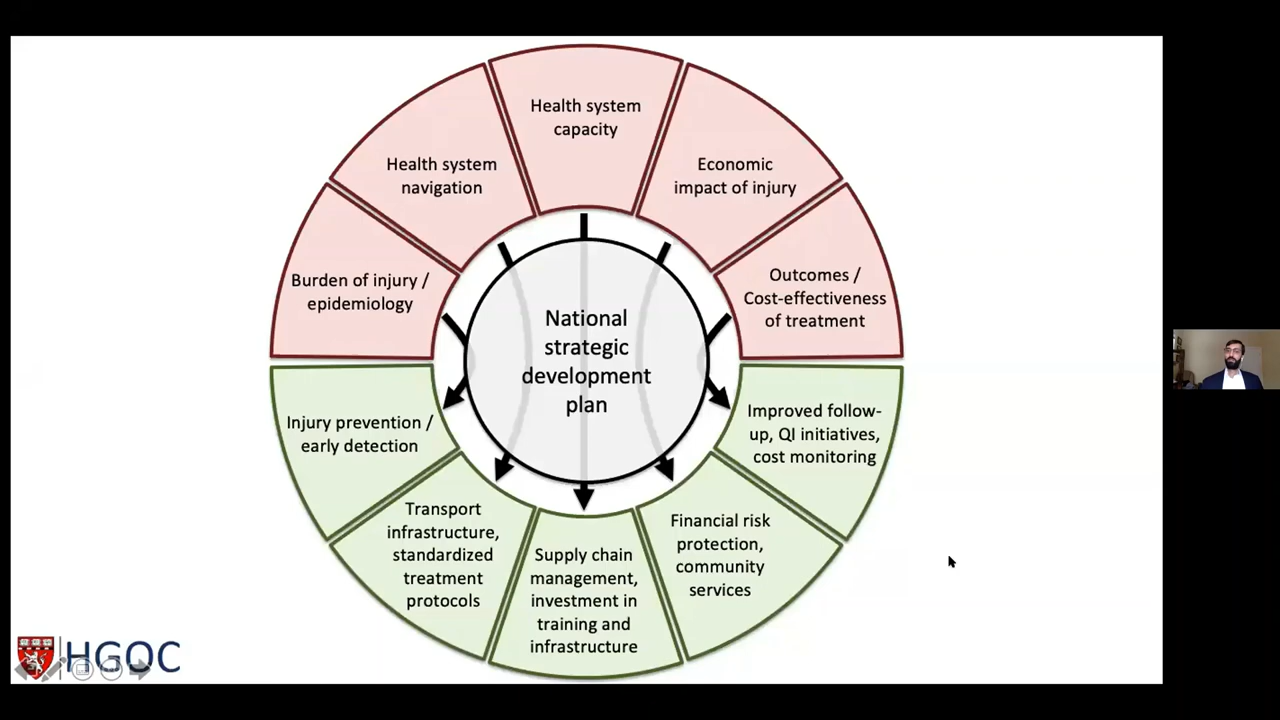 Health system
capacity
Health system
navigation
Economic
impact of injury
Burden of injury /
epidemiology
Outcomes /
Cost-effectiveness
of treatment
National
strategic
development
plan
Injury prevention /
early detection
Improved follow-
up, QI initiatives,
cost monitoring
Transport
infrastructure,
standardized
treatment
protocols
Supply chain
management,
investment in
training and
infrastructure
Financial risk
protection,
community
services
HGOC